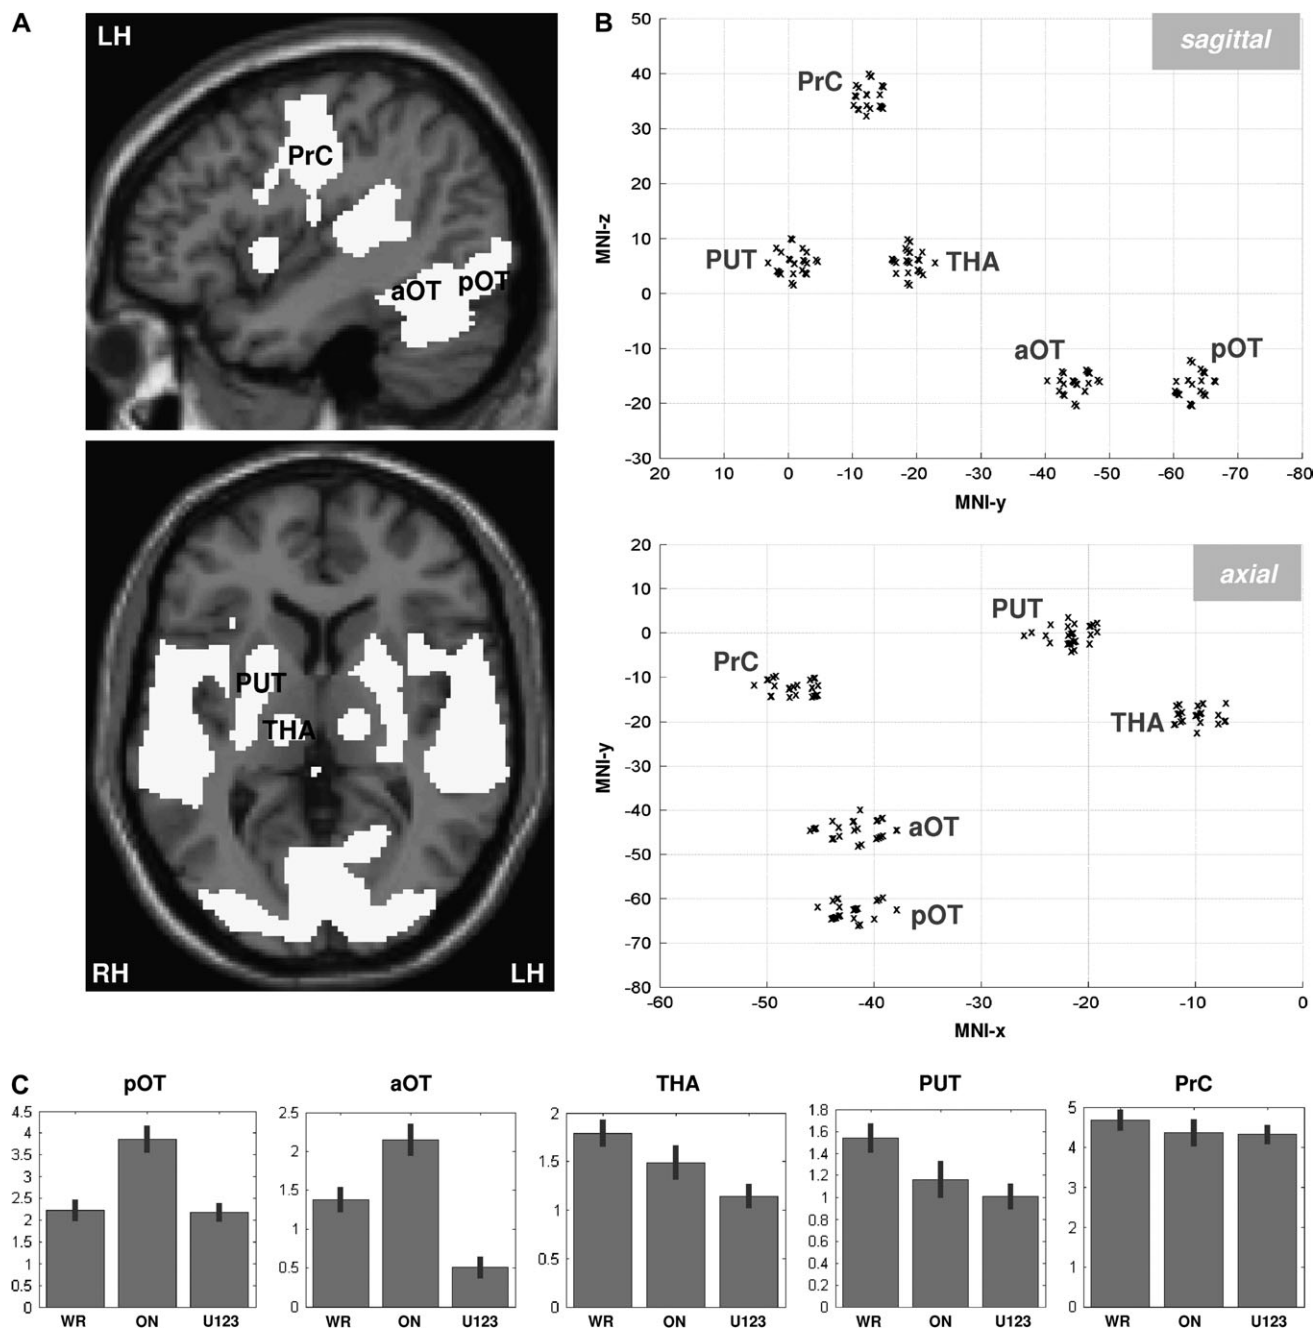 A
LH
PrC
aOT
pOT
PUT
THA
RH
LH
B
sagittal
50
40
30
20
10
0
-10
-20
-30
MNI-z
PrC
PUT
THA
aOT
pOT
20 10 0 -10 -20 -30 -40 -50 -60 -70 -80
MNI-y
axial
20
10
0
-10
-20
-30
-40
-50
-60
-70
-80
MNI-y
PUT
PrC
THA
aOT
pOT
-60 -50 -40 -30 -20 -10 0
MNI-x
C
pOT
4.5
4
3.5
3
2.5
2
1.5
1
0.5
0
WR ON U123
aOT
2.5
2
1.5
1
0.5
0
WR ON U123
THA
2
1.5
1
0.5
0
WR ON U123
PUT
1.8
1.6
1.4
1.2
1
0.8
0.6
0.4
0.2
0
WR ON U123
PrC
5
4
3
2
1
0
WR ON U123